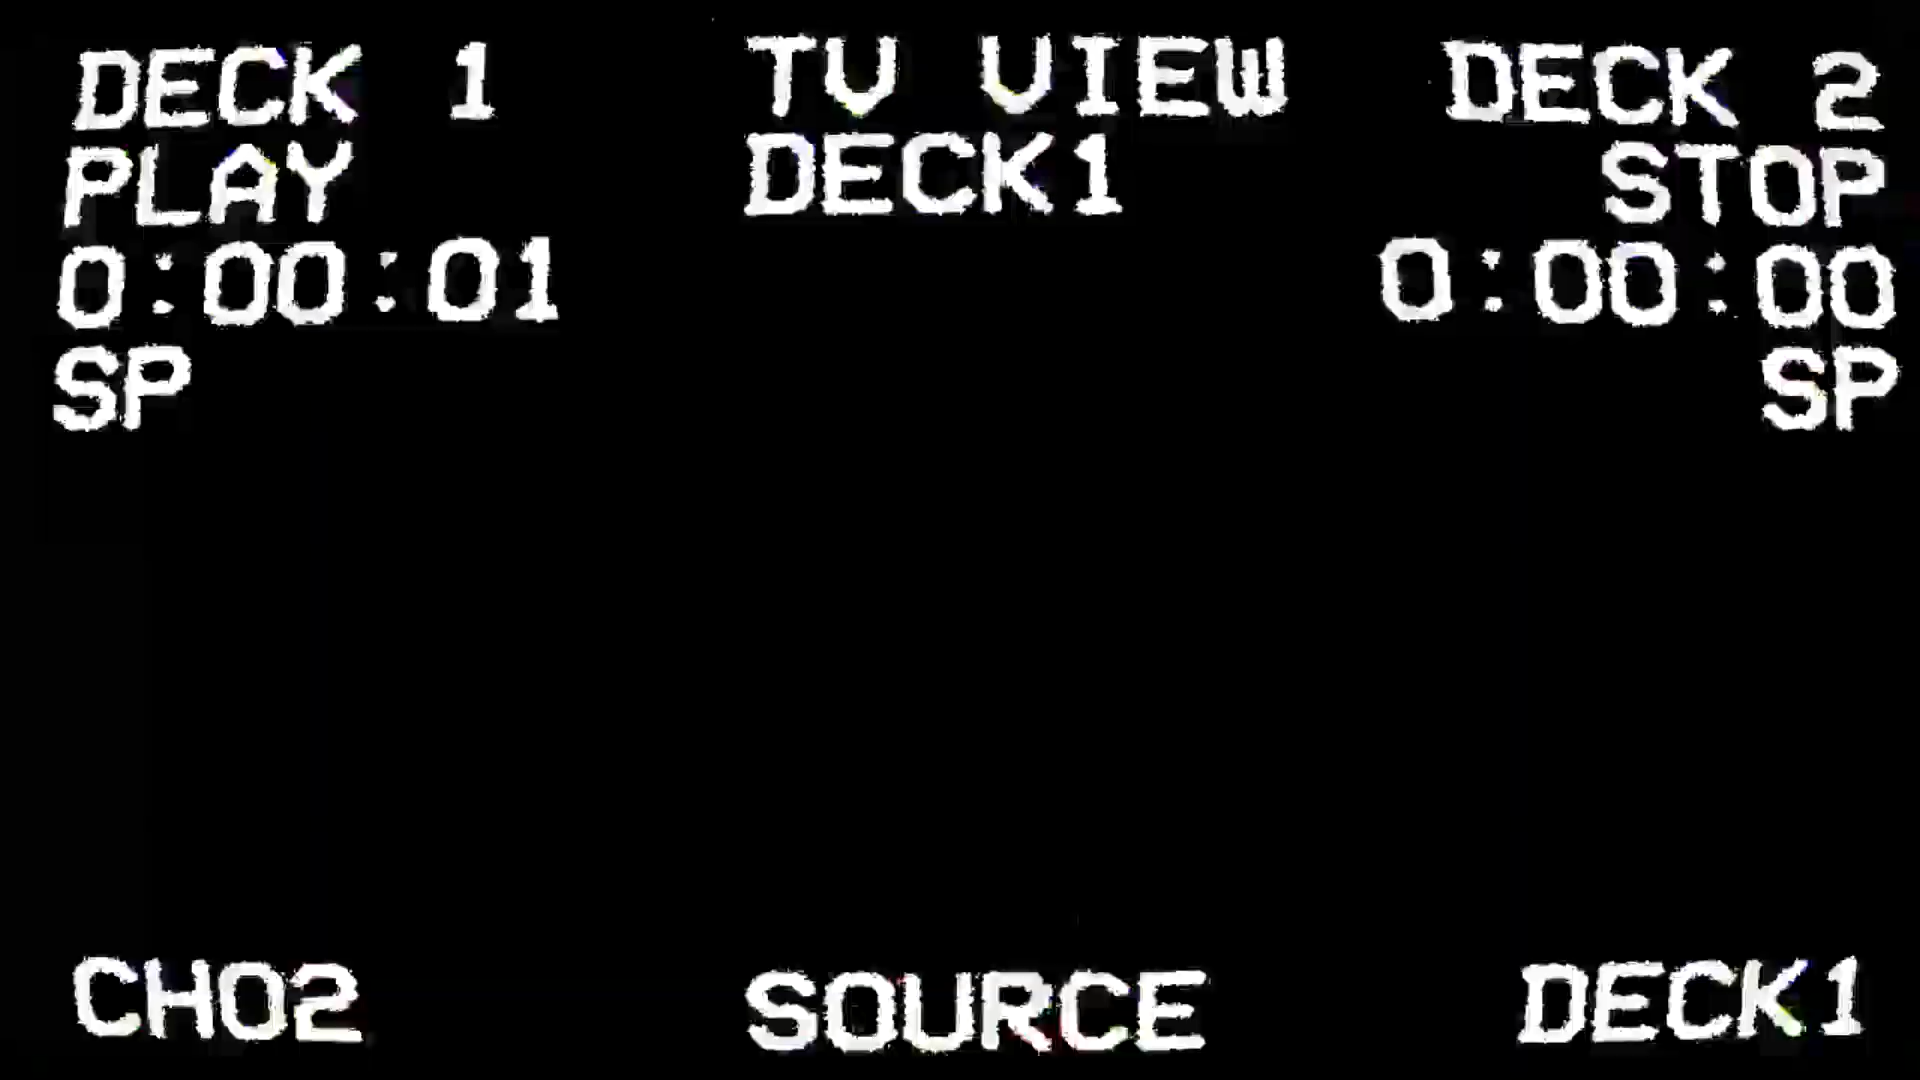 DECK 1 TV VIEW DECK 2
PLAY DECK1 STOP
0:00:01 0:00:00
SP SP
CH02 SOURCE DECK1